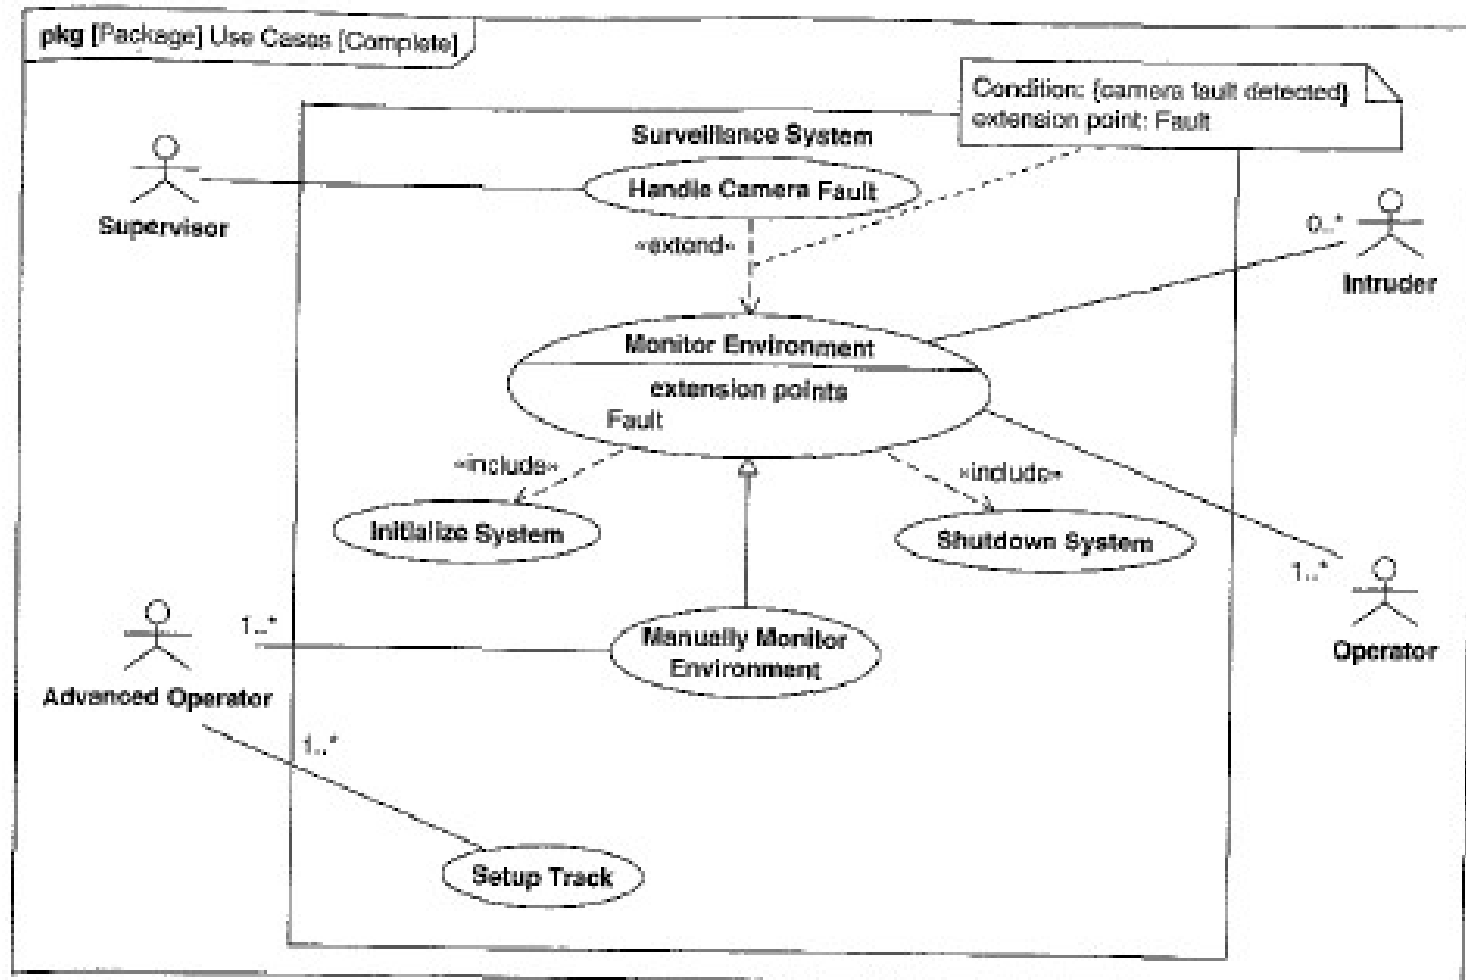 pkg [Package] Use Cases [Complete]
Condition: {camera fault detected}
extension point: Fault
Surveillance System
Handle Camera Fault
Supervisor
«extend»
0..*
Intruder
Monitor Environment
extension points
Fault
«include»
«include»
Initialize System
Shutdown System
1..*
Operator
1..*
Manually Monitor
Environment
Advanced Operator
1..*
Setup Track